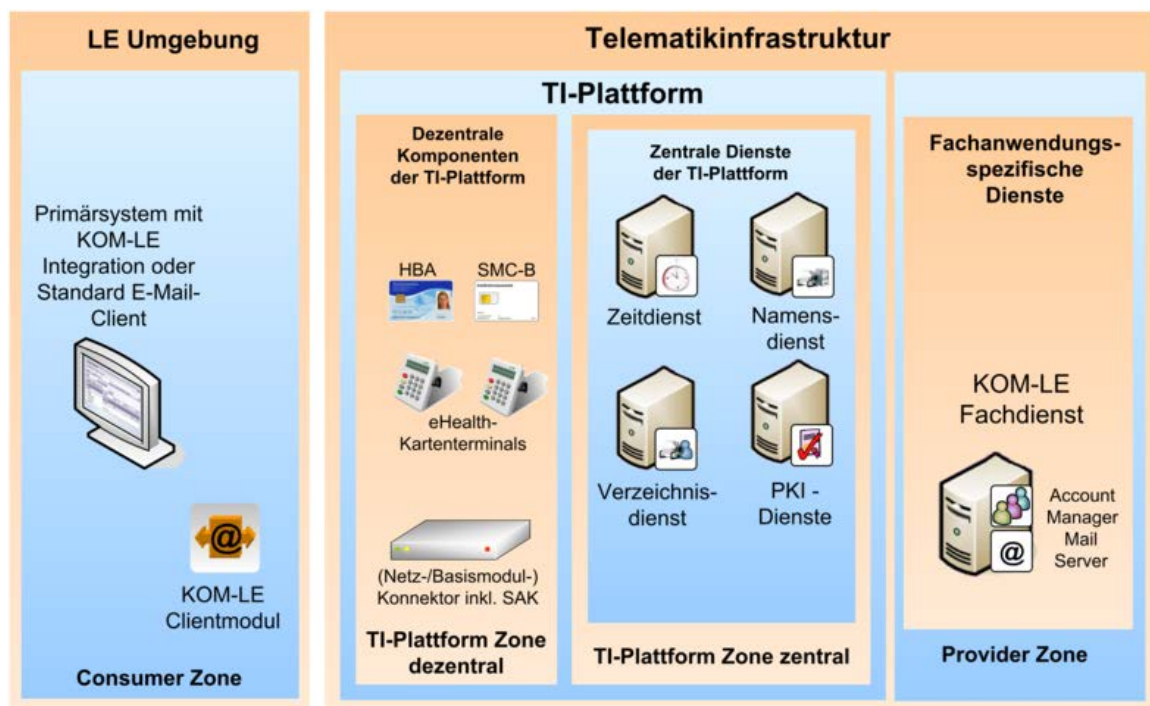 LE Umgebung
Primärsystem mit
KOM-LE
Integration oder
Standard E-Mail-
Client
KOM-LE
Clientmodul
Consumer Zone
Telematikinfrastruktur
TI-Plattform
Dezentrale
Komponenten
der TI-Plattform
HBA
SMC-B
eHealth-
Kartenterminals
(Netz-/Basismodul-)
Konnektor inkl. SAK
TI-Plattform Zone
dezentral
Zentrale Dienste
der TI-Plattform
Zeitdienst
Namens-
dienst
Verzeichnis-
dienst
PKI -
Dienste
TI-Plattform Zone zentral
Fachanwendungs-
spezifische
Dienste
KOM-LE
Fachdienst
@
Account
Manager
Mail
Server
@
Provider Zone